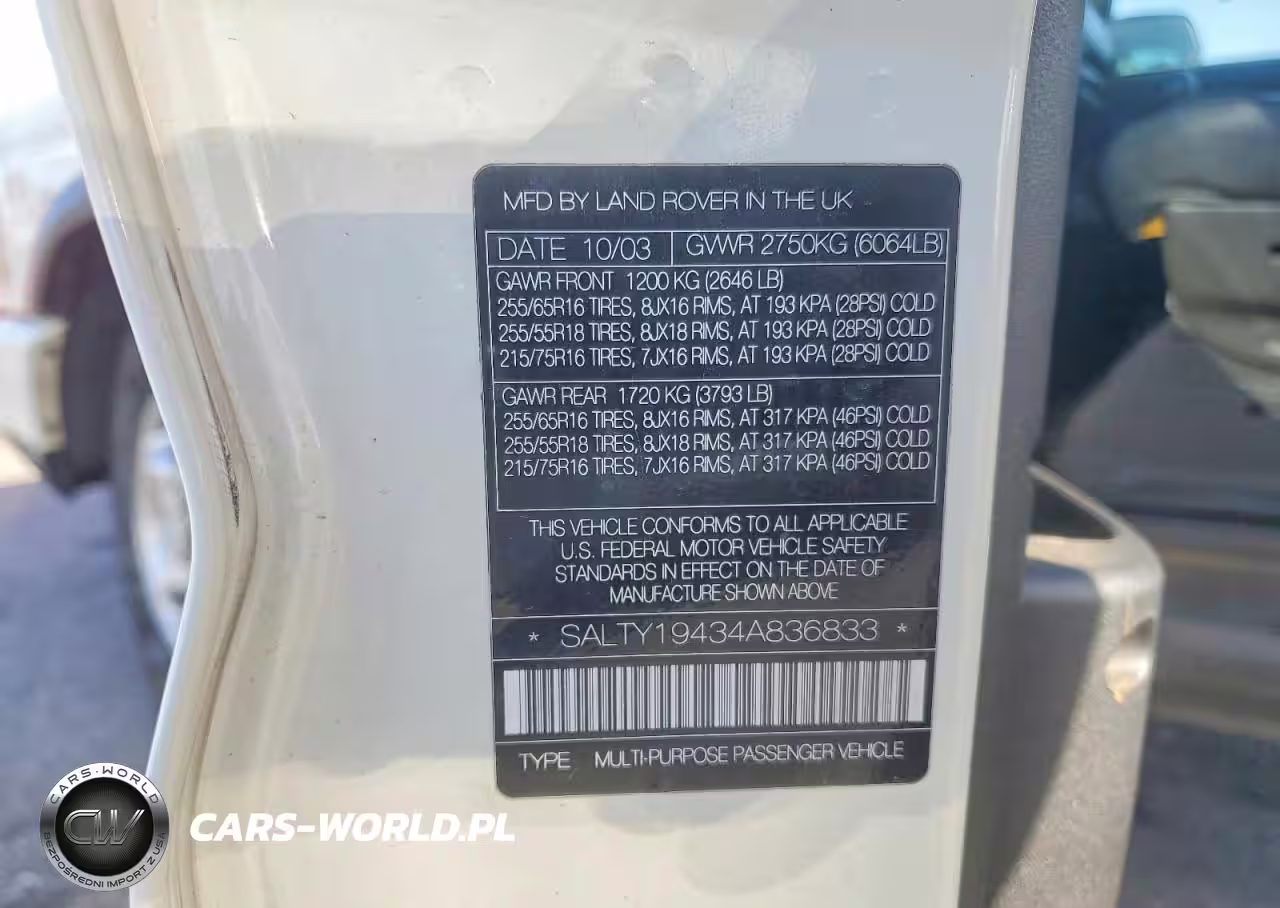 MFD BY LAND ROVER IN THE UK
DATE 10/03 GVWR 2750KG (6064LB)
GAWR FRONT 1200 KG (2646 LB)
255/65R16 TIRES, 8JX16 RIMS, AT 193 KPA (28PSI) COLD
255/55R18 TIRES, 8JX18 RIMS, AT 193 KPA (28PSI) COLD
215/75R16 TIRES, 7JX16 RIMS, AT 193 KPA (28PSI) COLD
GAWR REAR 1720 KG (3793 LB)
255/65R16 TIRES, 8JX16 RIMS, AT 317 KPA (46PSI) COLD
255/55R18 TIRES, 8JX18 RIMS, AT 317 KPA (46PSI) COLD
215/75R16 TIRES, 7JX16 RIMS, AT 317 KPA (46PSI) COLD
THIS VEHICLE CONFORMS TO ALL APPLICABLE
U.S. FEDERAL MOTOR VEHICLE SAFETY
STANDARDS IN EFFECT ON THE DATE OF
MANUFACTURE SHOWN ABOVE
* SALTY19434A836833 *
TYPE MULTI-PURPOSE PASSENGER VEHICLE
CARS-WORLD
CW
BEZPOŚREDNI IMPORT Z USA
CARS-WORLD.PL